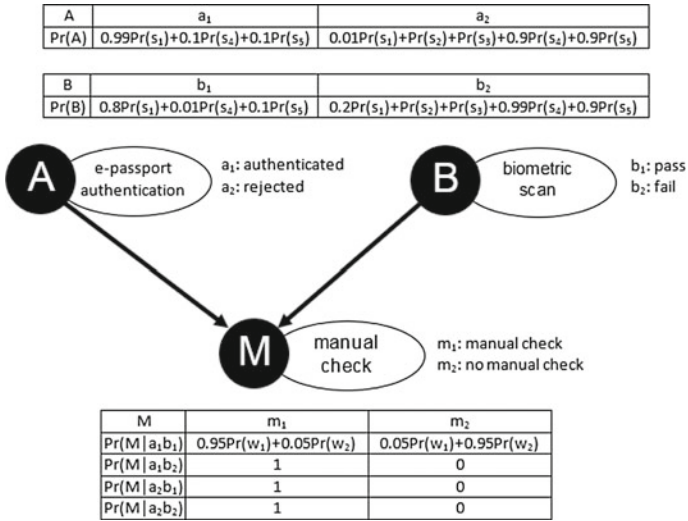 A a₁ a₂
Pr(A) 0.99Pr(s₁)+0.1Pr(s₄)+0.1Pr(s₅) 0.01Pr(s₁)+Pr(s₂)+Pr(s₃)+0.9Pr(s₄)+0.9Pr(s₅)
B b₁ b₂
Pr(B) 0.8Pr(s₁)+0.01Pr(s₄)+0.1Pr(s₅) 0.2Pr(s₁)+Pr(s₂)+Pr(s₃)+0.99Pr(s₄)+0.9Pr(s₅)
A
e-passport
authentication
a₁: authenticated
a₂: rejected
B
biometric
scan
b₁: pass
b₂: fail
M
manual
check
m₁: manual check
m₂: no manual check
M m₁ m₂
Pr(M|a₁b₁) 0.95Pr(w₁)+0.05Pr(w₂) 0.05Pr(w₁)+0.95Pr(w₂)
Pr(M|a₁b₂) 1 0
Pr(M|a₂b₁) 1 0
Pr(M|a₂b₂) 1 0